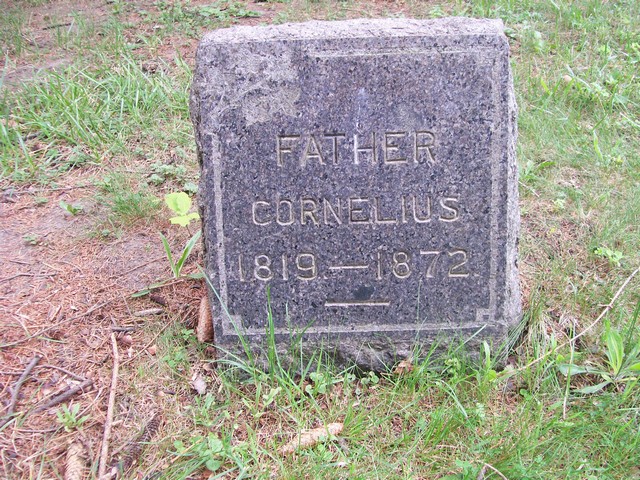 FATHER
CORNELIUS
1819.—1872.